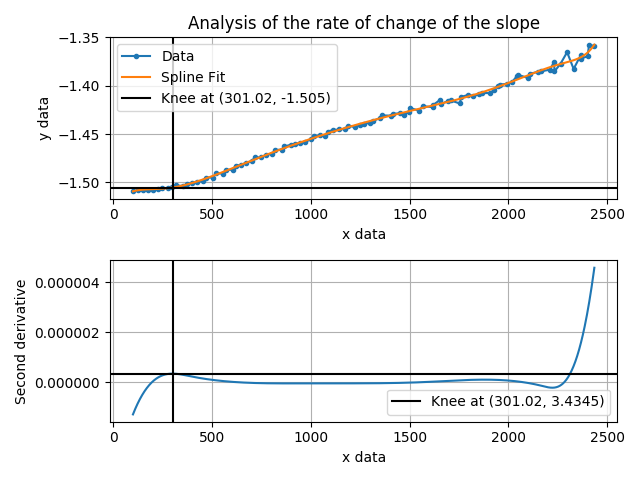 Analysis of the rate of change of the slope
−1.35
−1.40
−1.45
−1.50
y data
Data
Spline Fit
Knee at (301.02, -1.505)
0 500 1000 1500 2000 2500
x data
0.000004
0.000002
0.000000
Second derivative
Knee at (301.02, 3.4345)
0 500 1000 1500 2000 2500
x data